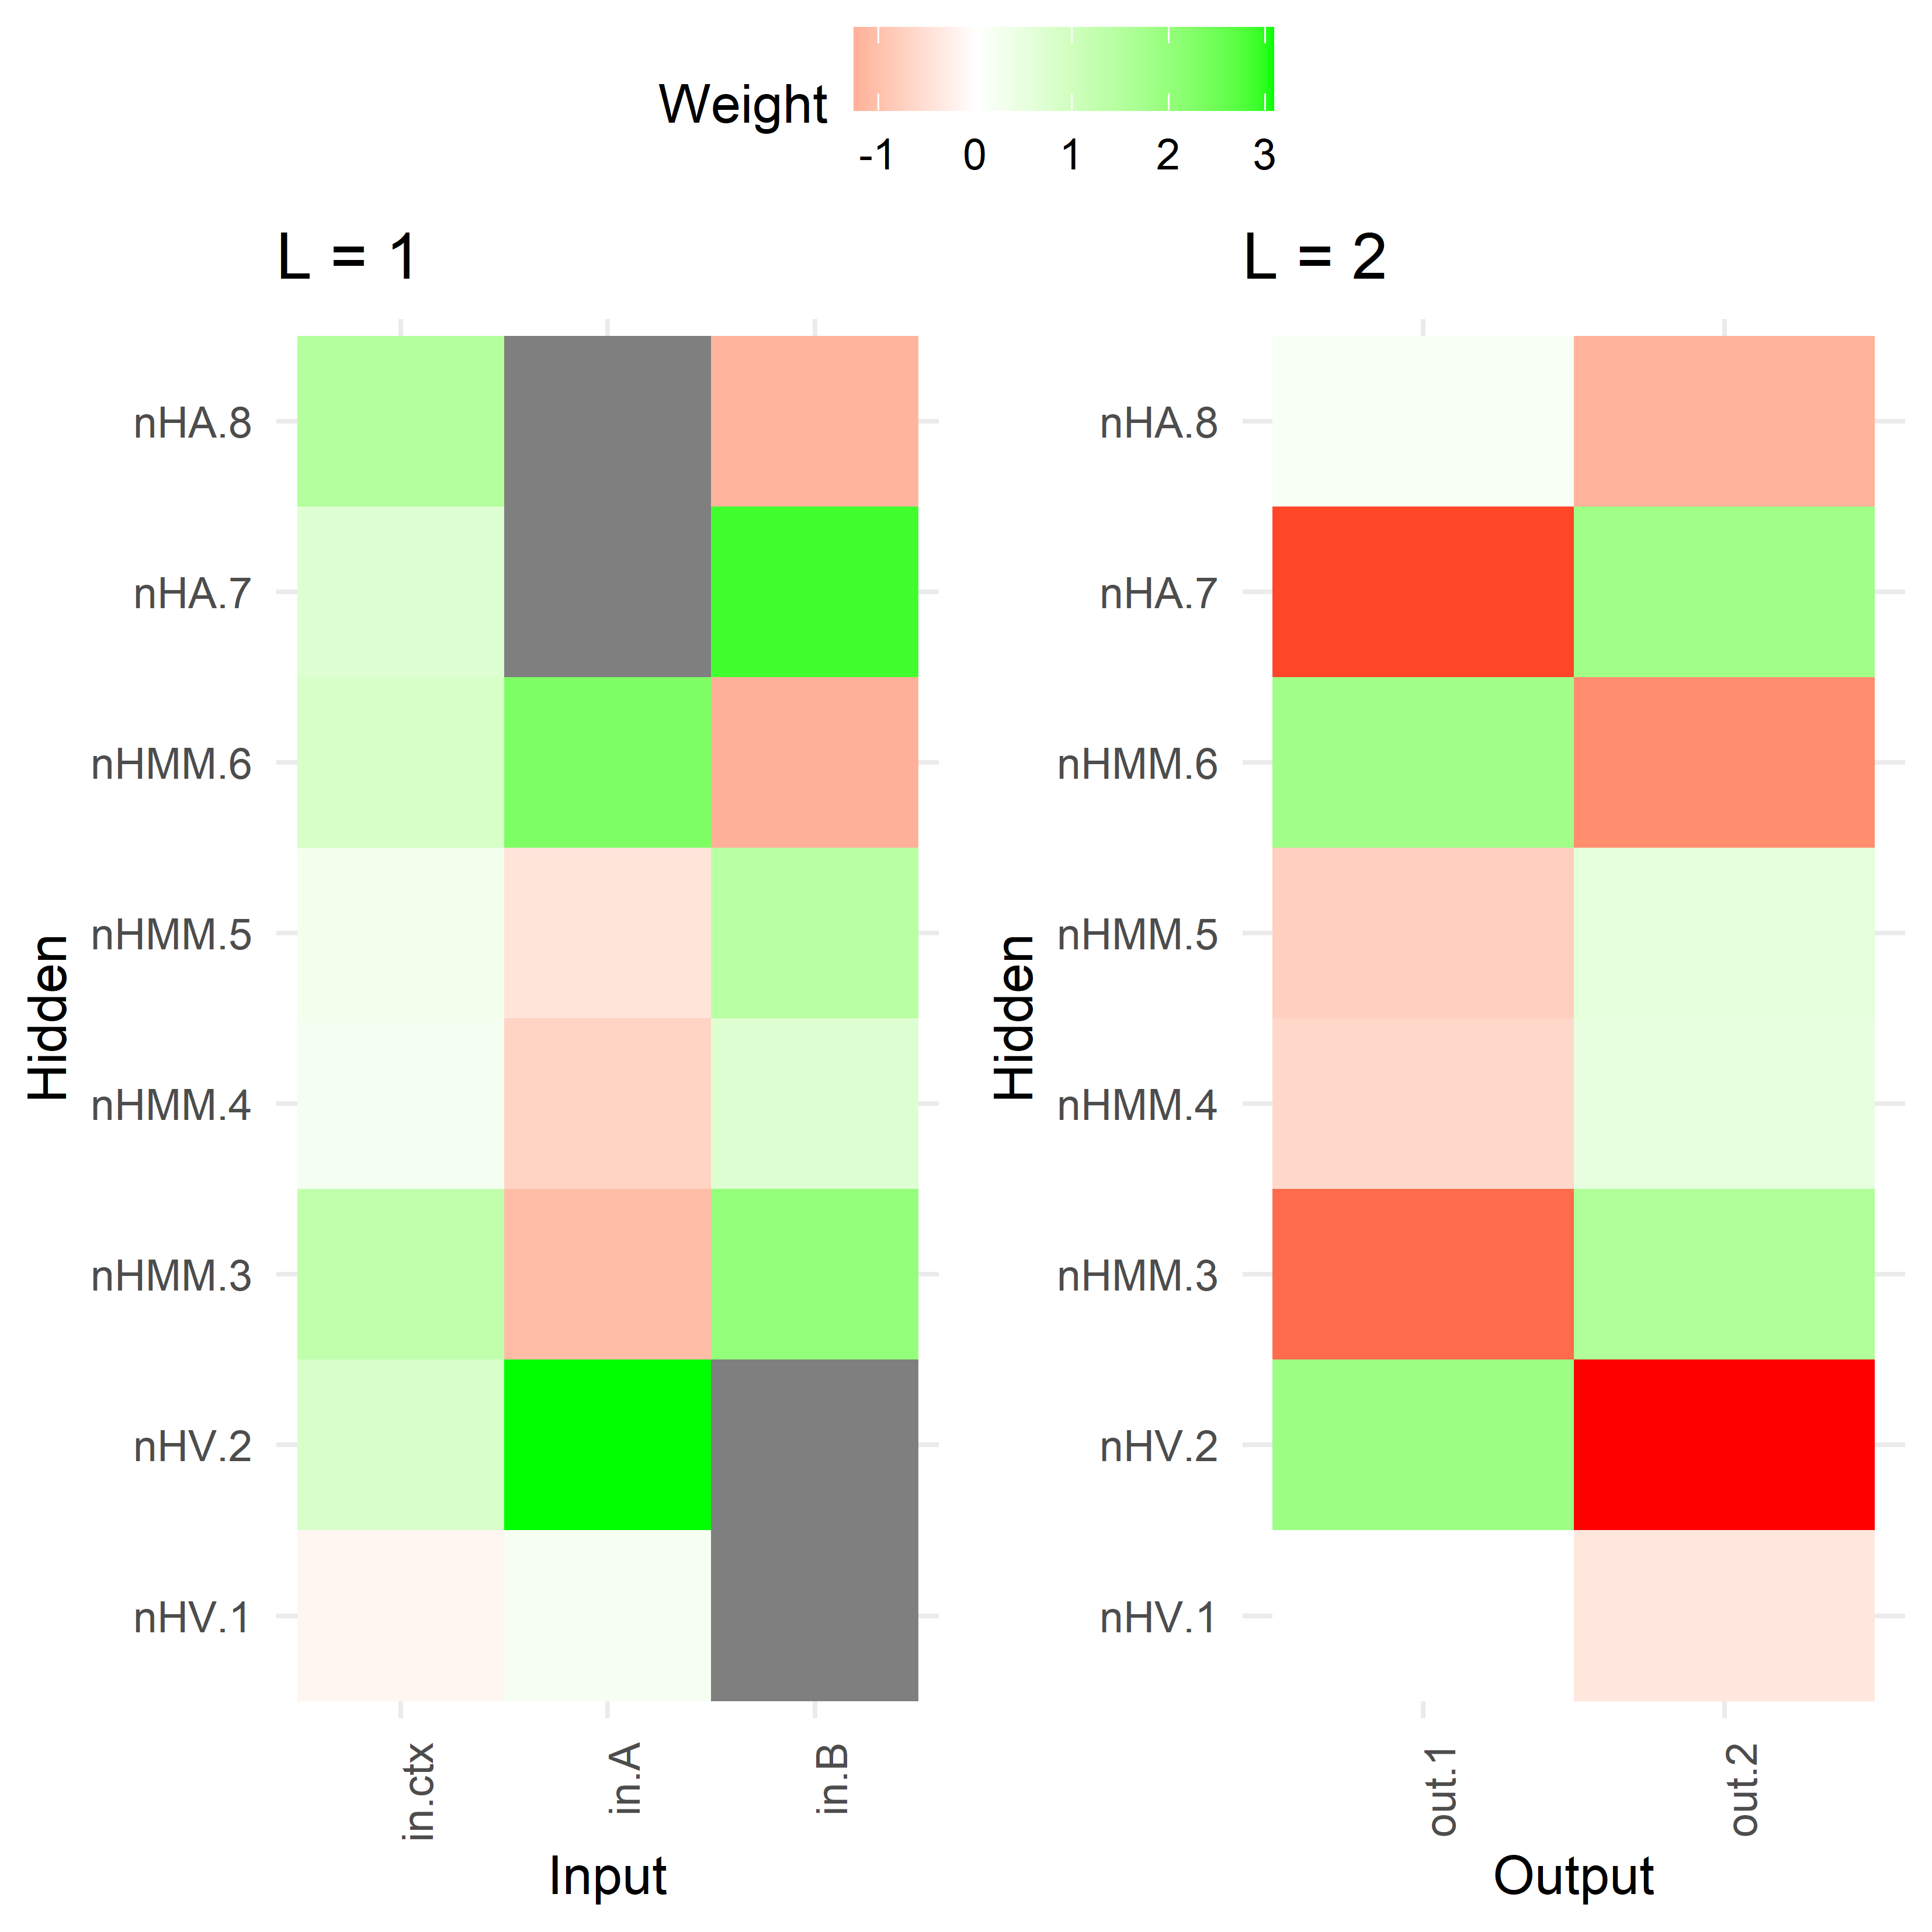 Weight
-1 0 1 2 3
L = 1
nHA.8
nHA.7
nHMM.6
nHMM.5
nHMM.4
nHMM.3
nHV.2
nHV.1
Hidden
in.ctx
in.A
in.B
Input
L = 2
nHA.8
nHA.7
nHMM.6
nHMM.5
nHMM.4
nHMM.3
nHV.2
nHV.1
Hidden
out.1
out.2
Output